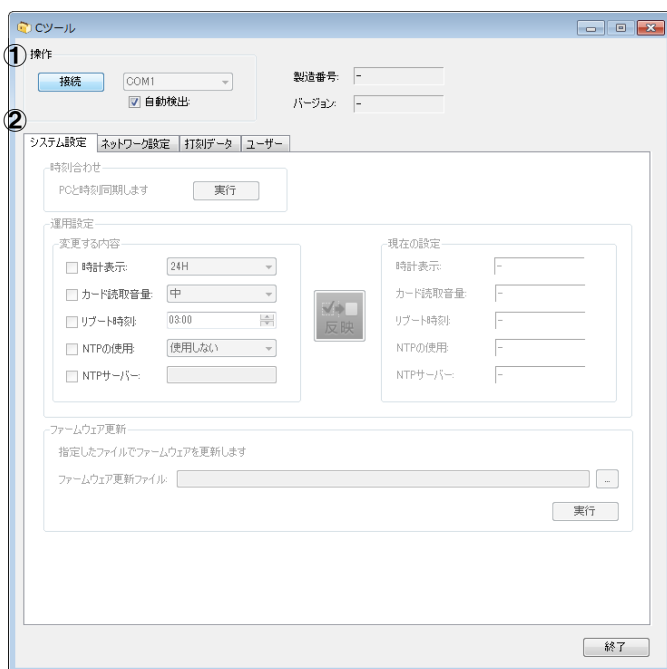 Cツール
① 操作
接続 COM1
自動検出:
製造番号: -
バージョン: -
②
システム設定 ネットワーク設定 打刻データ ユーザー
時刻合わせ
PCと時刻同期します 実行
運用設定
変更する内容
時計表示: 24H
カード読取音量: 中
リブート時刻: 03:00
NTPの使用: 使用しない
NTPサーバー:
反映
現在の設定
時計表示: -
カード読取音量: -
リブート時刻: -
NTPの使用: -
NTPサーバー: -
ファームウェア更新
指定したファイルでファームウェアを更新します
ファームウェア更新ファイル: ...
実行
終了